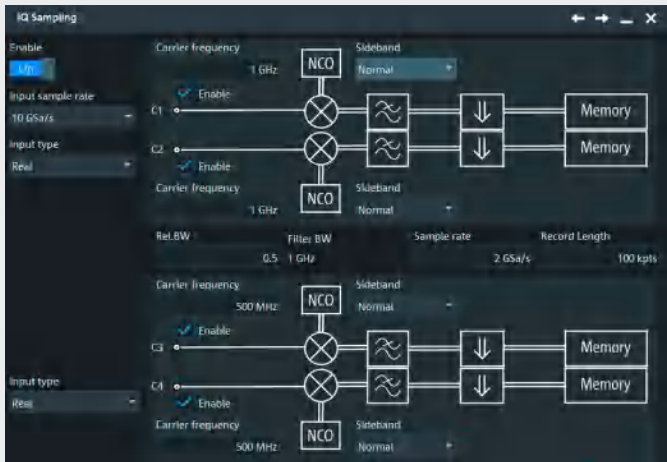 IQ Sampling
Enable
Carrier frequency
Sideband
On
1 GHz
NCO
Normal
Input sample rate
Enable
10 GSa/s
C1
Memory
Input type
C2
Memory
Real
Enable
Carrier frequency
Sideband
1 GHz
NCO
Normal
Rel.BW
Filter BW
Sample rate
Record Length
0.5
1 GHz
2 GSa/s
100 kpts
Carrier frequency
Sideband
500 MHz
NCO
Normal
Enable
C3
Memory
Input type
C4
Memory
Real
Enable
Carrier frequency
Sideband
500 MHz
NCO
Normal